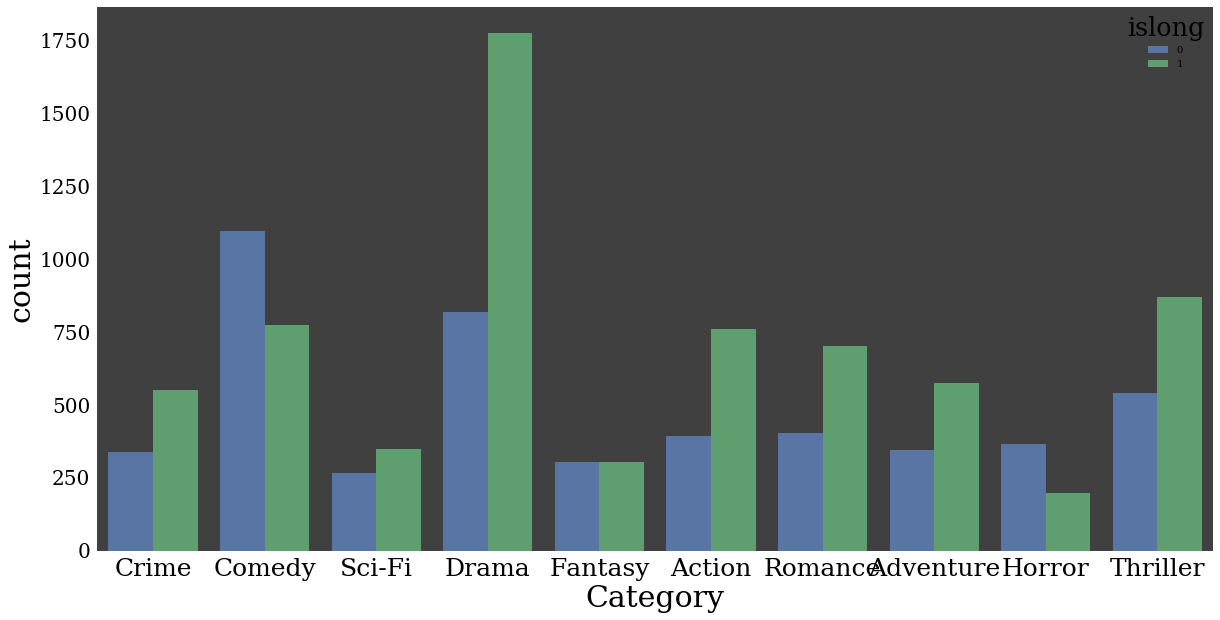 islong
0
1
count
1750
1500
1250
1000
750
500
250
0
Crime Comedy Sci-Fi Drama Fantasy Action Romance Adventure Horror Thriller
Category